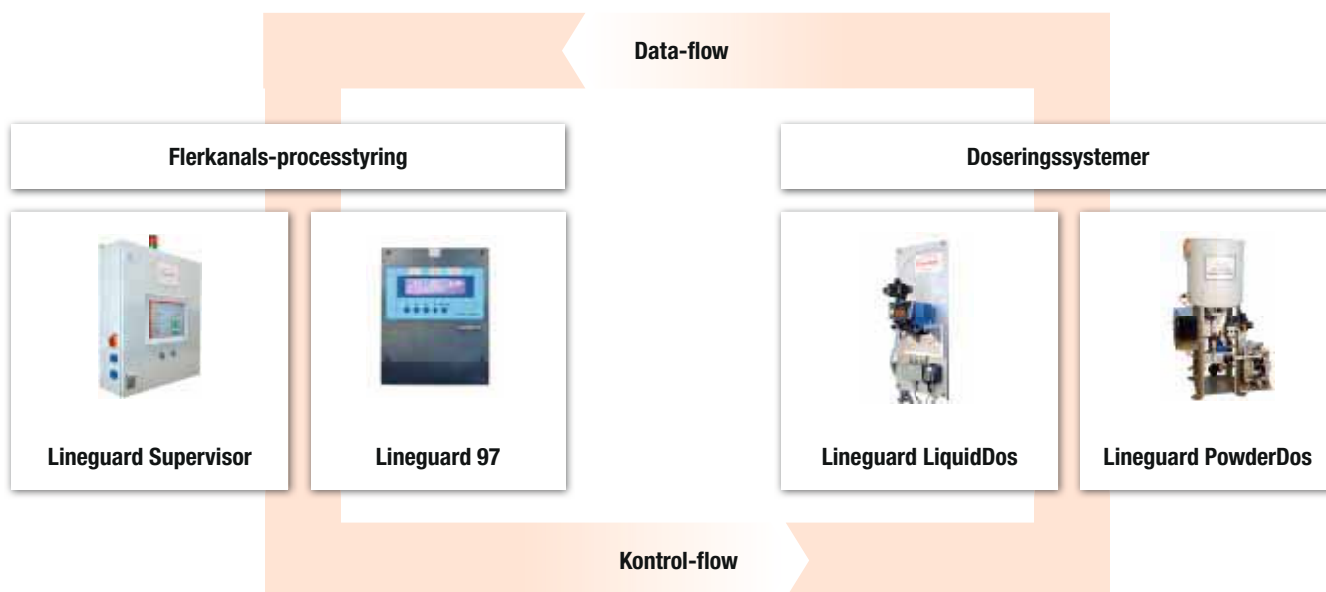 Data-flow
Flerkanals-processtyring
Doseringssystemer
Lineguard Supervisor
Lineguard 97
Lineguard LiquidDos
Lineguard PowderDos
Kontrol-flow